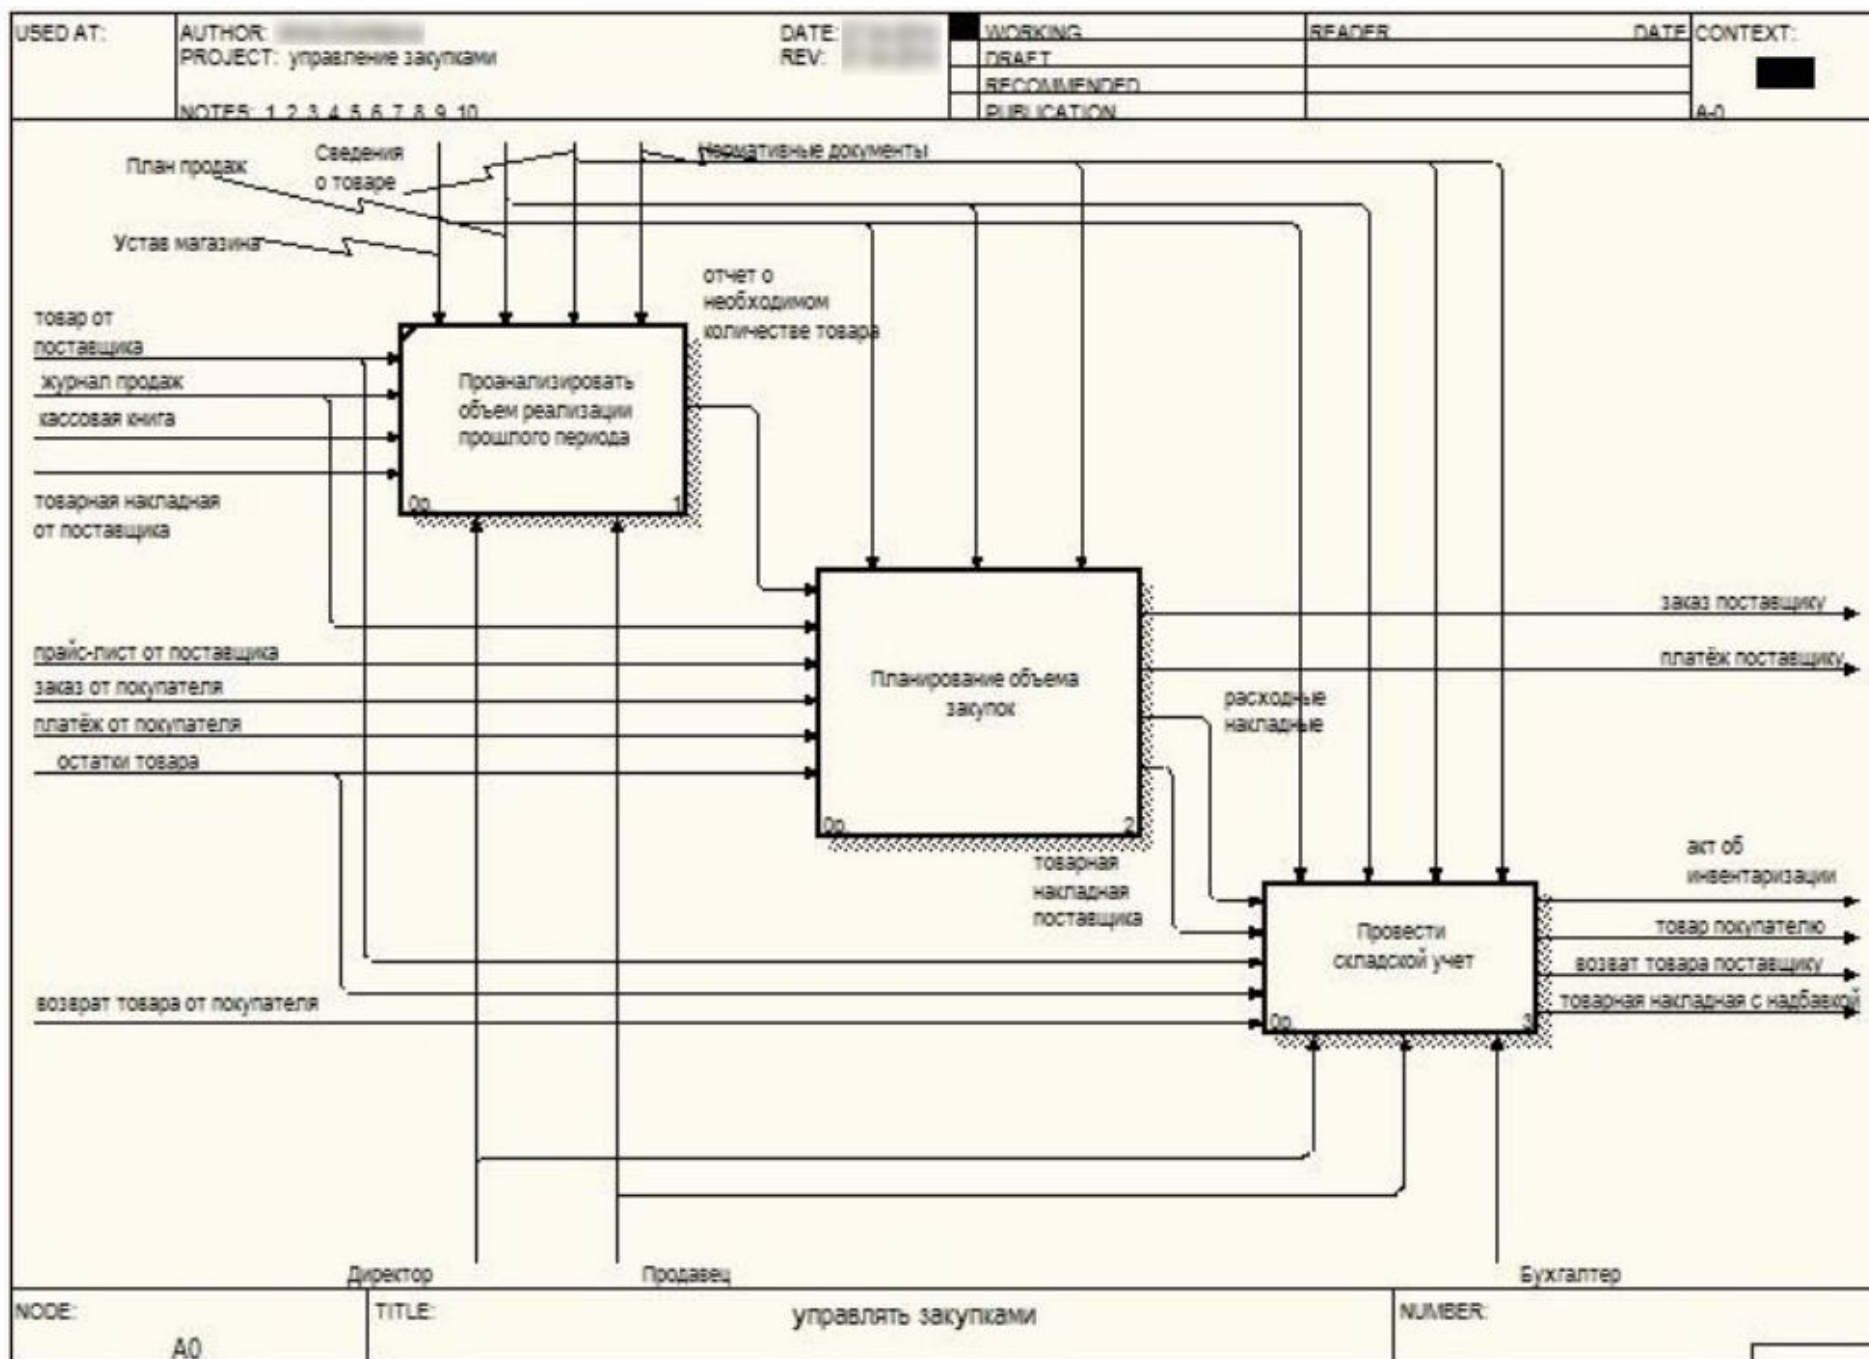 USED AT:
AUTHOR:
DATE:
WORKING
READER
DATE
CONTEXT:
PROJECT: управление закупками
REV:
DRAFT
RECOMMENDED
NOTES: 1 2 3 4 5 6 7 8 9 10
PUBLICATION
A-0
План продаж
Сведения
о товаре
Нормативные документы
Устав магазина
отчет о
необходимом
количестве товара
товар от
поставщика
журнал продаж
кассовая книга
товарная накладная
от поставщика
Проанализировать
объем реализации
прошлого периода
0р.
1
прайс-лист от поставщика
заказ от покупателя
платёж от покупателя
остатки товара
Планирование объема
закупок
0р.
2
заказ поставщику
платёж поставщику
расходные
накладные
товарная
накладная
поставщика
акт об
инвентаризации
товар покупателю
возват товара поставщику
товарная накладная с надбавкой
Провести
складской учет
0р.
3
возврат товара от покупателя
Директор
Продавец
Бухгалтер
NODE:
TITLE:
управлять закупками
NUMBER:
A0